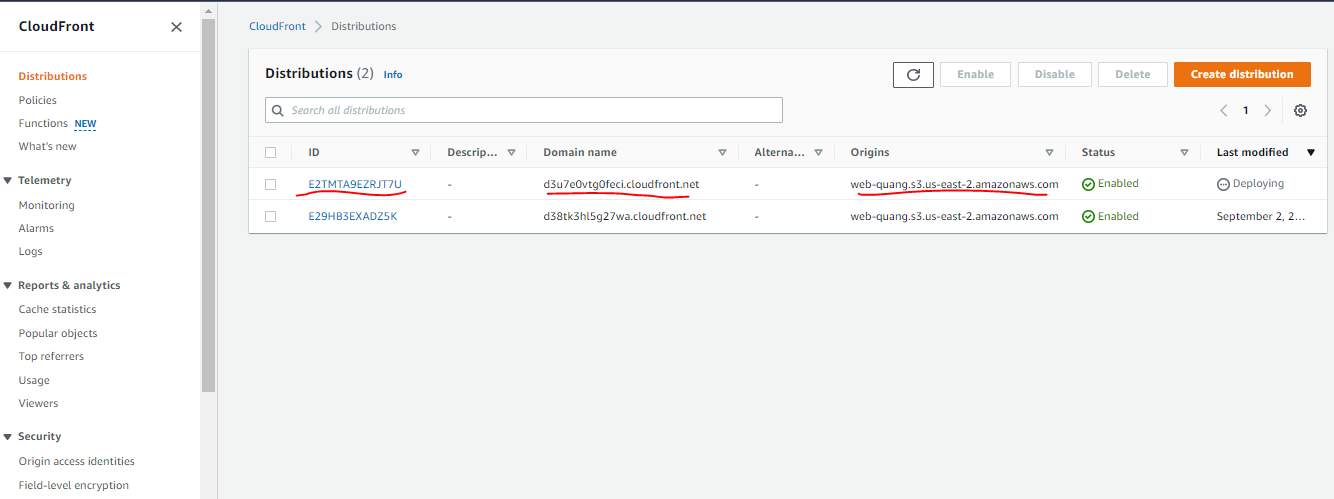 CloudFront
Distributions
Policies
Functions NEW
What's new
Telemetry
Monitoring
Alarms
Logs
Reports & analytics
Cache statistics
Popular objects
Top referrers
Usage
Viewers
Security
Origin access identities
Field-level encryption
CloudFront > Distributions
Distributions (2) Info
Enable Disable Delete Create distribution
Search all distributions
1
ID Descrip... Domain name Alterna... Origins Status Last modified
E2TMTA9EZRJT7U - d3u7e0vtg0feci.cloudfront.net - web-quang.s3.us-east-2.amazonaws.com Enabled Deploying
E29HB3EXADZ5K - d38tk3hl5g27wa.cloudfront.net - web-quang.s3.us-east-2.amazonaws.com Enabled September 2, 2...